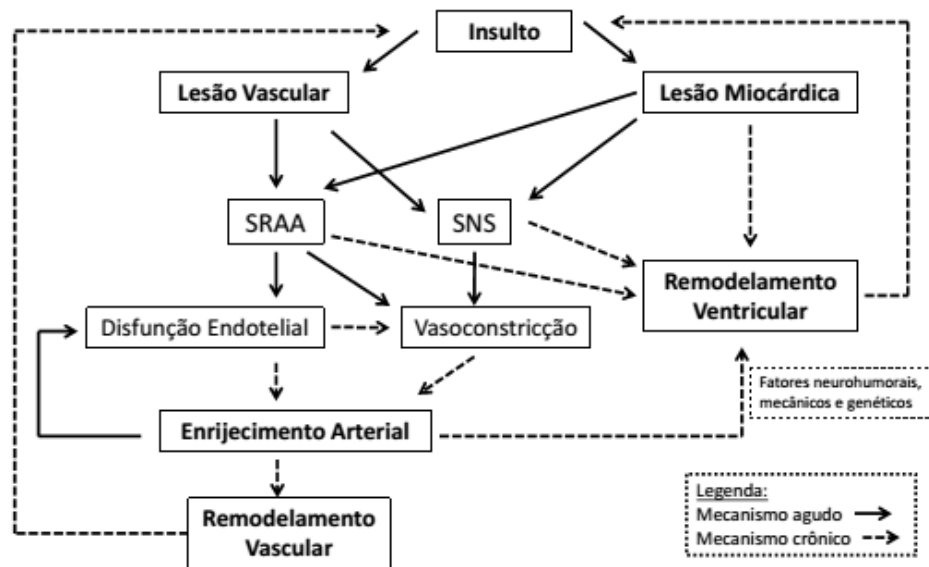 Insulto
Lesão Vascular
Lesão Miocárdica
SRAA
SNS
Remodelamento
Ventricular
Disfunção Endotelial
Vasoconstricção
Fatores neurohumorais,
mecânicos e genéticos
Enrijecimento Arterial
Remodelamento
Vascular
Legenda:
Mecanismo agudo
Mecanismo crônico